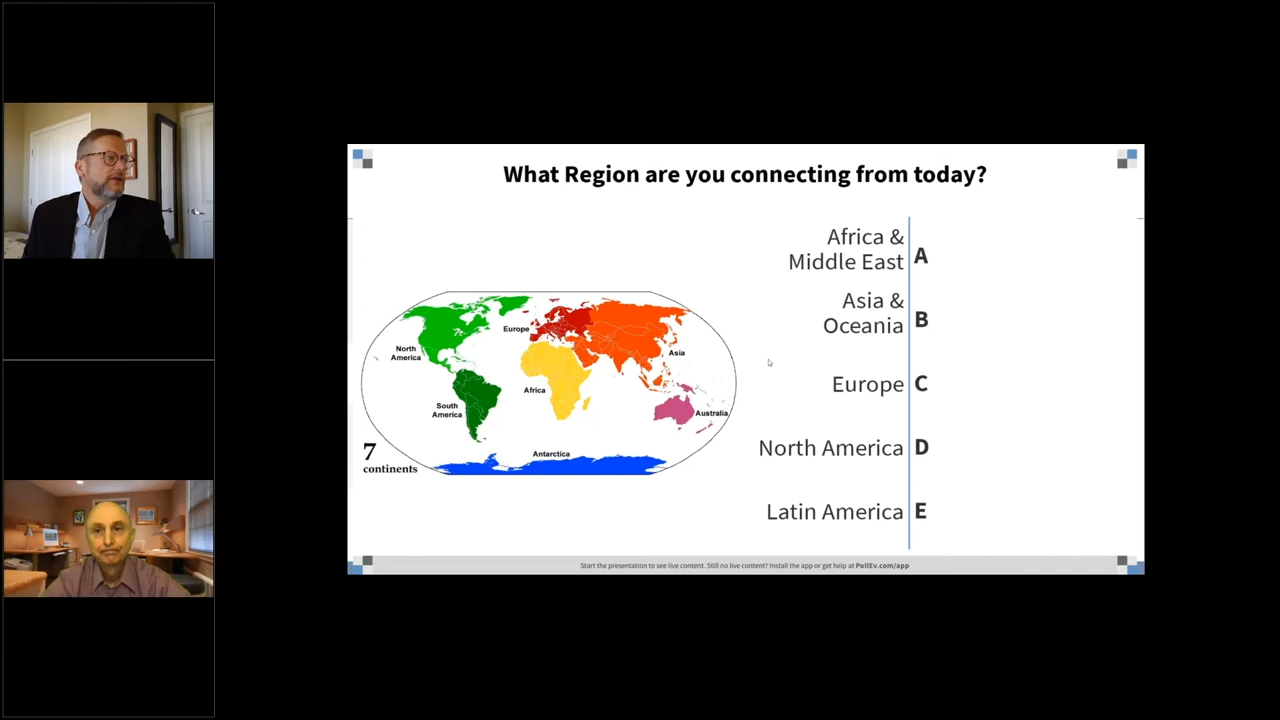 What Region are you connecting from today?
Africa &
Middle East A
Asia &
Oceania B
Europe C
North America D
Latin America E
Europe
North
America
Asia
Africa
South
America
Australia
Antarctica
7
continents
Start the presentation to see live content. Still no live content? Install the app or get help at PollEv.com/app